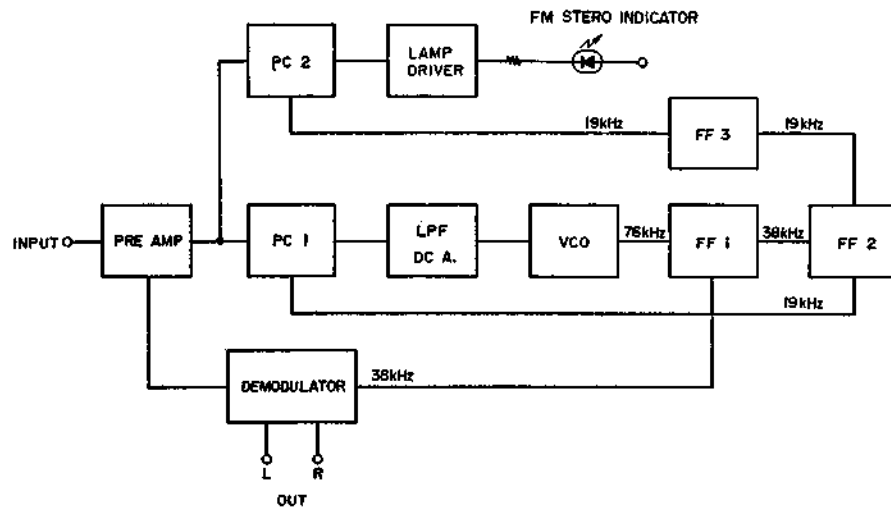 FM STERO INDICATOR
PC 2
LAMP
DRIVER
19kHz
FF 3
19kHz
INPUT
PRE AMP
PC 1
LPF
DC A.
VCO
76kHz
FF 1
38kHz
FF 2
19kHz
DEMODULATOR
38kHz
L
R
OUT